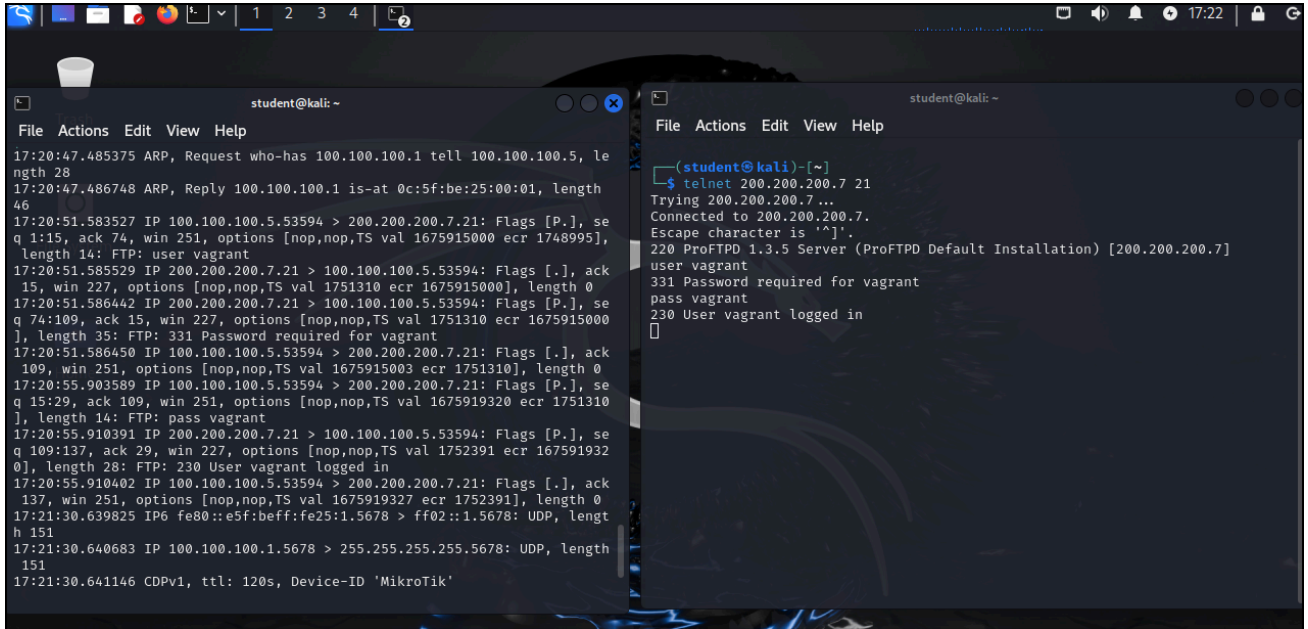 1 2 3 4 2 17:22
student@kali: ~
File Actions Edit View Help
17:20:47.485375 ARP, Request who-has 100.100.100.1 tell 100.100.100.5, le
ngth 28
17:20:47.486748 ARP, Reply 100.100.100.1 is-at 0c:5f:be:25:00:01, length
46
17:20:51.583527 IP 100.100.100.5.53594 > 200.200.200.7.21: Flags [P.], se
q 1:15, ack 74, win 251, options [nop,nop,TS val 1675915000 ecr 1748995],
length 14: FTP: user vagrant
17:20:51.585529 IP 200.200.200.7.21 > 100.100.100.5.53594: Flags [.], ack
15, win 227, options [nop,nop,TS val 1751310 ecr 1675915000], length 0
17:20:51.586442 IP 200.200.200.7.21 > 100.100.100.5.53594: Flags [P.], se
q 74:109, ack 15, win 227, options [nop,nop,TS val 1751310 ecr 1675915000
], length 35: FTP: 331 Password required for vagrant
17:20:51.586450 IP 100.100.100.5.53594 > 200.200.200.7.21: Flags [.], ack
109, win 251, options [nop,nop,TS val 1675915003 ecr 1751310], length 0
17:20:55.903589 IP 100.100.100.5.53594 > 200.200.200.7.21: Flags [P.], se
q 15:29, ack 109, win 251, options [nop,nop,TS val 1675919320 ecr 1751310
], length 14: FTP: pass vagrant
17:20:55.910391 IP 200.200.200.7.21 > 100.100.100.5.53594: Flags [P.], se
q 109:137, ack 29, win 227, options [nop,nop,TS val 1752391 ecr 167591932
0], length 28: FTP: 230 User vagrant logged in
17:20:55.910402 IP 100.100.100.5.53594 > 200.200.200.7.21: Flags [.], ack
137, win 251, options [nop,nop,TS val 1675919327 ecr 1752391], length 0
17:21:30.639825 IP6 fe80::e5f:beff:fe25:1.5678 > ff02::1.5678: UDP, lengt
h 151
17:21:30.640683 IP 100.100.100.1.5678 > 255.255.255.255.5678: UDP, length
151
17:21:30.641146 CDPv1, ttl: 120s, Device-ID 'MikroTik'
student@kali: ~
File Actions Edit View Help
┌──(student㉿kali)-[~]
└─$ telnet 200.200.200.7 21
Trying 200.200.200.7...
Connected to 200.200.200.7.
Escape character is '^]'.
220 ProFTPD 1.3.5 Server (ProFTPD Default Installation) [200.200.200.7]
user vagrant
331 Password required for vagrant
pass vagrant
230 User vagrant logged in